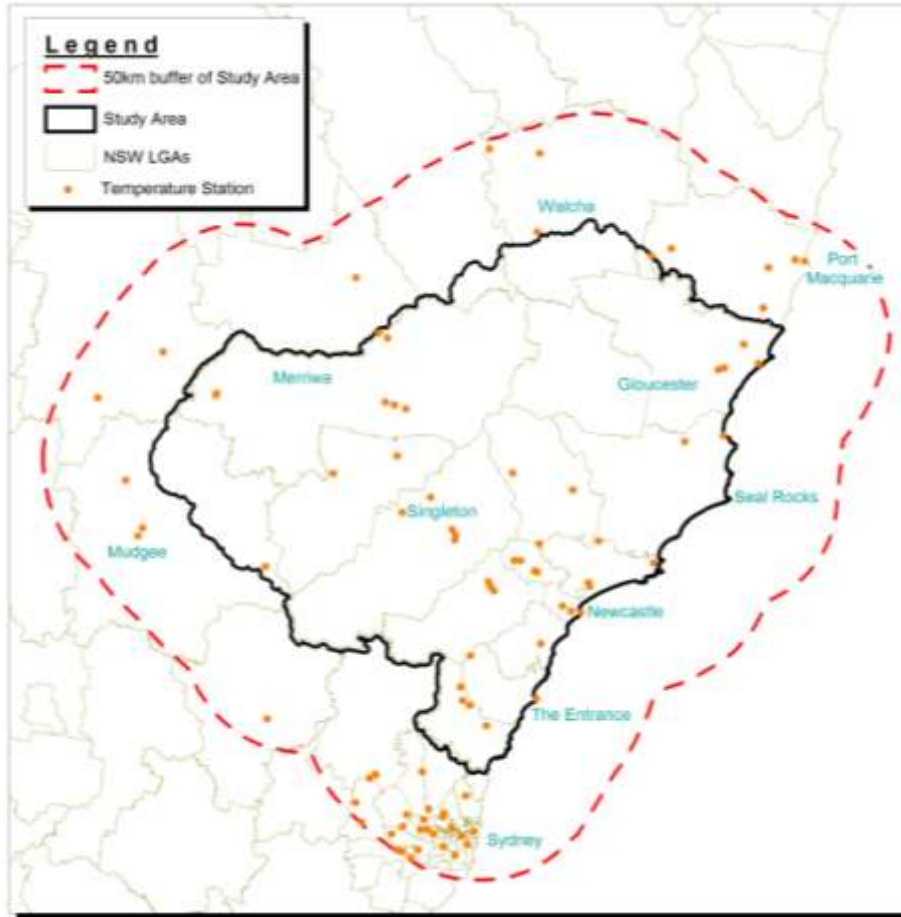 Legend
50km buffer of Study Area
Study Area
NSW LGAs
Temperature Station
Walcha
Port
Macquarie
Merriwa
Gloucester
Seal Rocks
Singleton
Mudgee
Newcastle
The Entrance
Sydney